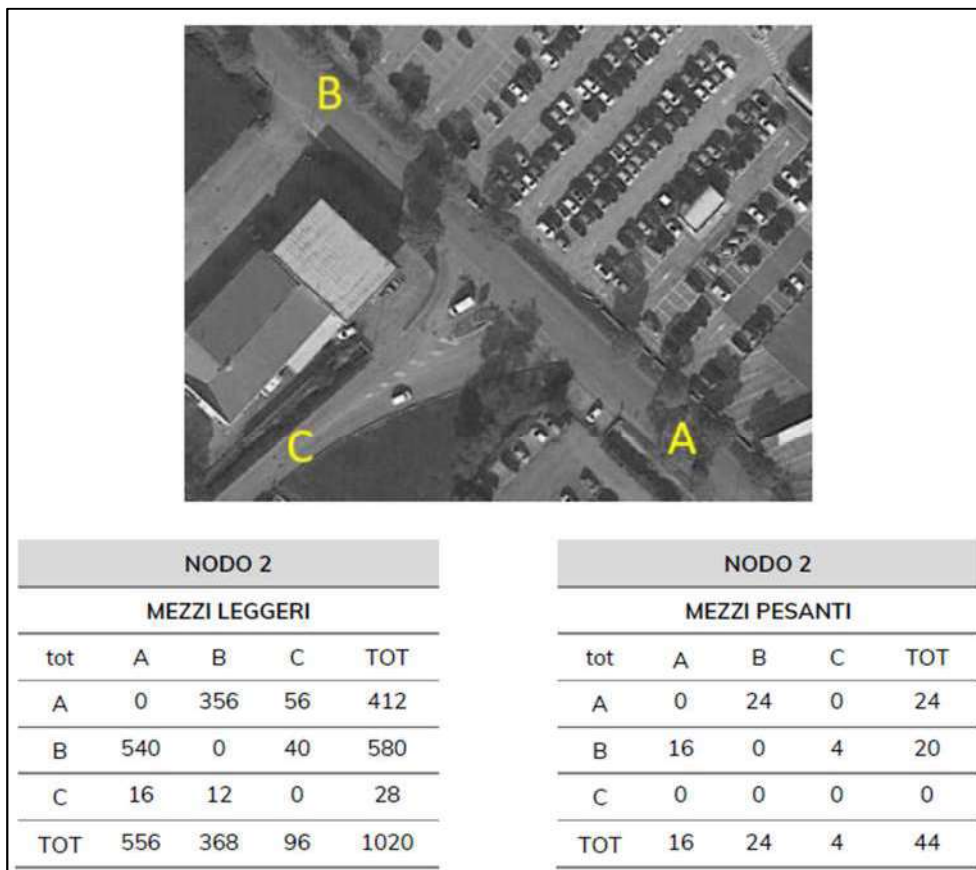 B
C
A
NODO 2
MEZZI LEGGERI
tot A B C TOT
A 0 356 56 412
B 540 0 40 580
C 16 12 0 28
TOT 556 368 96 1020
NODO 2
MEZZI PESANTI
tot A B C TOT
A 0 24 0 24
B 16 0 4 20
C 0 0 0 0
TOT 16 24 4 44